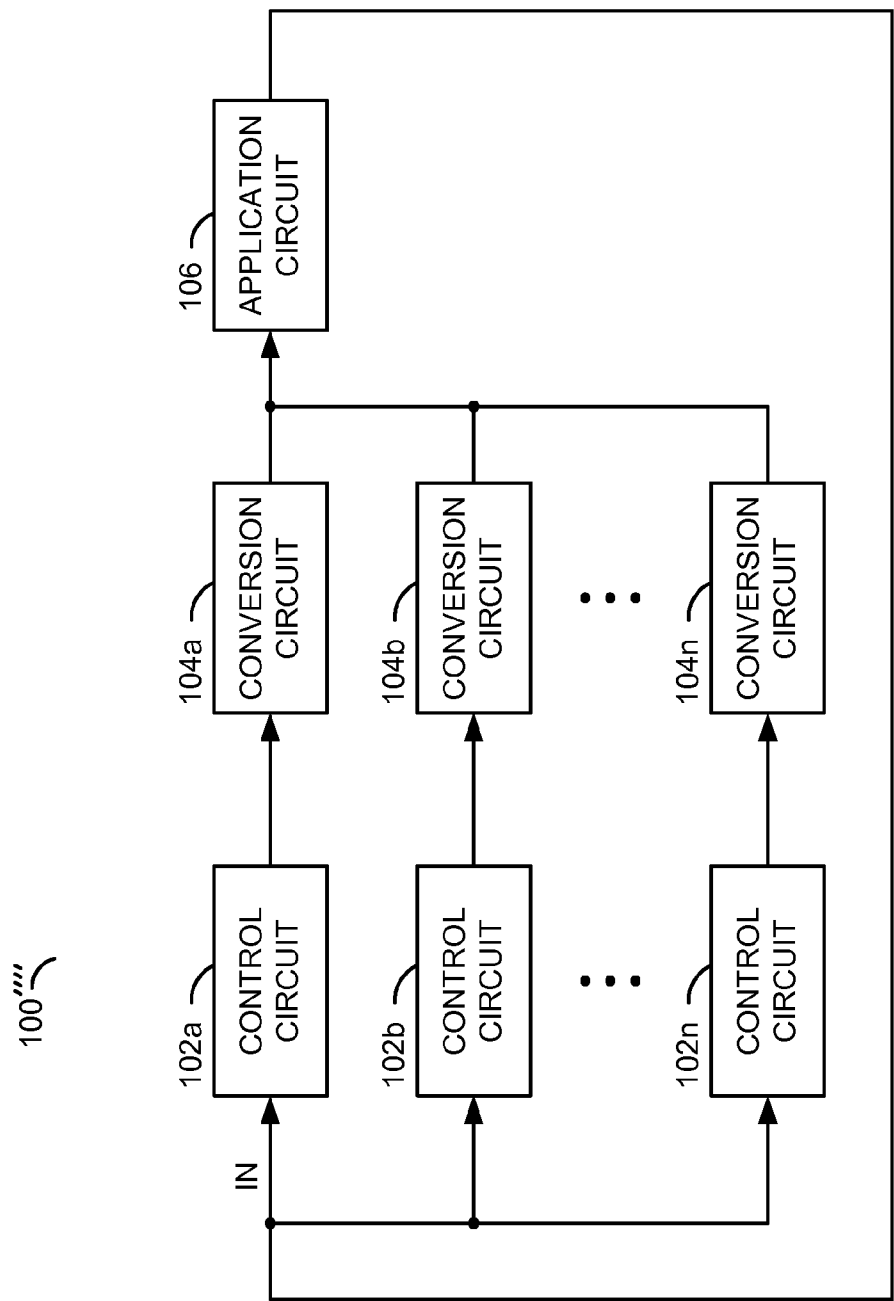 100'''''
IN
102a
CONTROL
CIRCUIT
104a
CONVERSION
CIRCUIT
106
APPLICATION
CIRCUIT
102b
CONTROL
CIRCUIT
104b
CONVERSION
CIRCUIT
• • •
• • •
102n
CONTROL
CIRCUIT
104n
CONVERSION
CIRCUIT